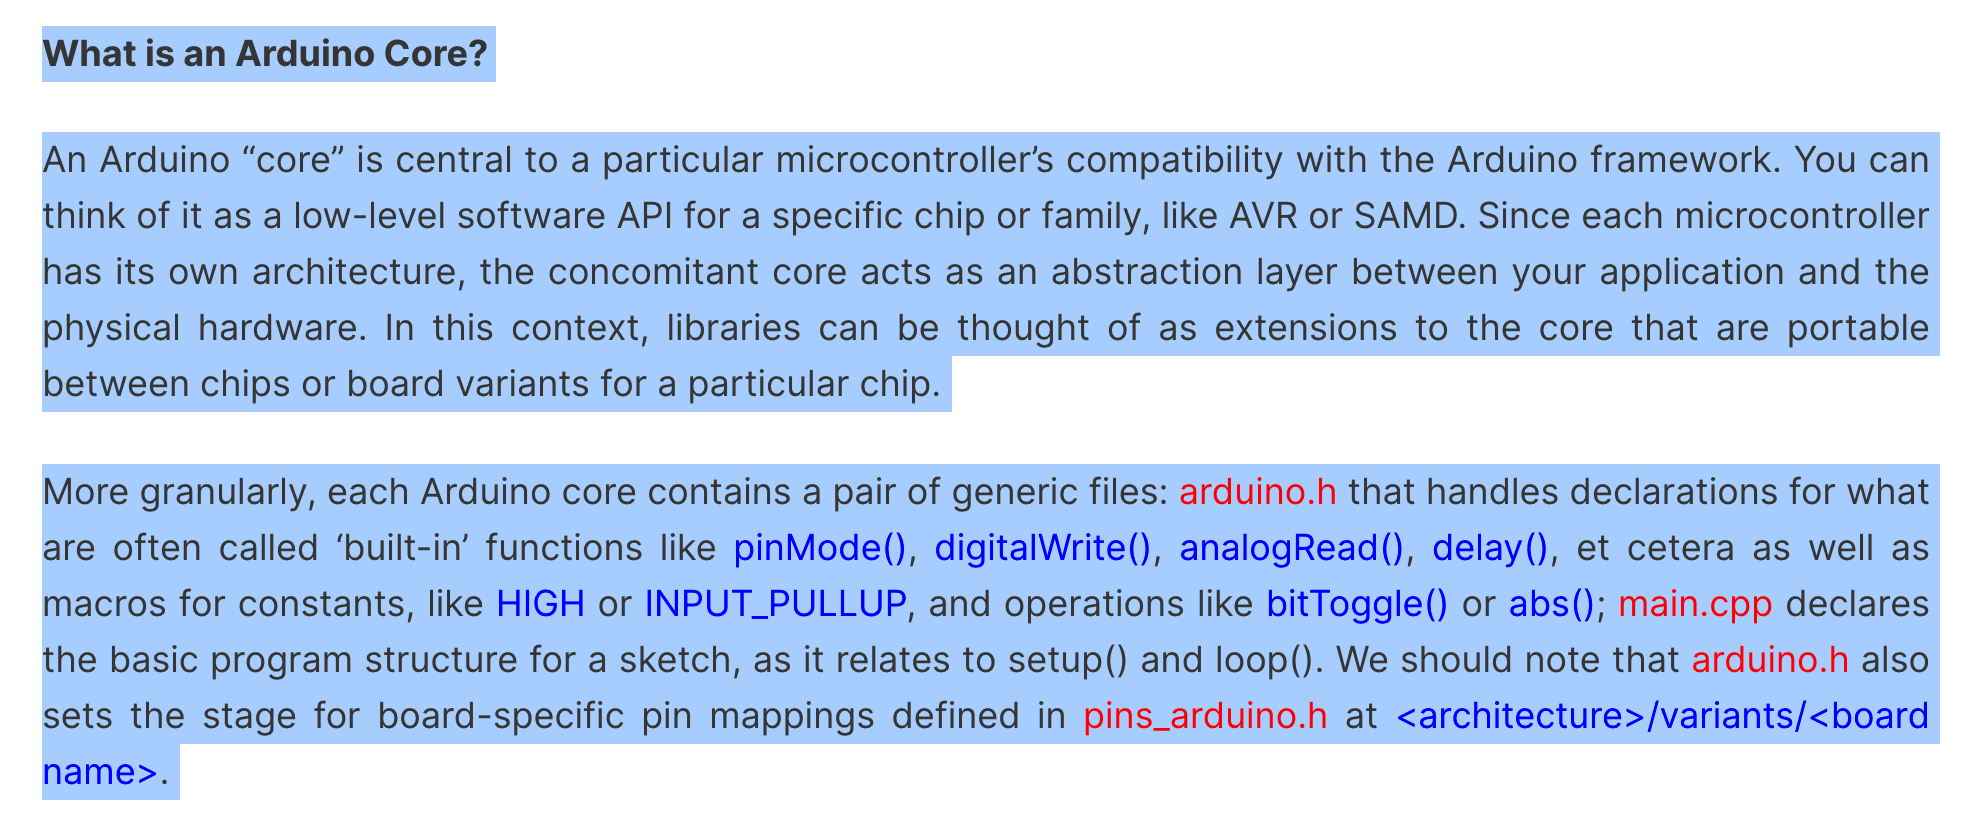 What is an Arduino Core?
An Arduino “core” is central to a particular microcontroller’s compatibility with the Arduino framework. You can
think of it as a low-level software API for a specific chip or family, like AVR or SAMD. Since each microcontroller
has its own architecture, the concomitant core acts as an abstraction layer between your application and the
physical hardware. In this context, libraries can be thought of as extensions to the core that are portable
between chips or board variants for a particular chip.
More granularly, each Arduino core contains a pair of generic files: arduino.h that handles declarations for what
are often called ‘built-in’ functions like pinMode(), digitalWrite(), analogRead(), delay(), et cetera as well as
macros for constants, like HIGH or INPUT_PULLUP, and operations like bitToggle() or abs(); main.cpp declares
the basic program structure for a sketch, as it relates to setup() and loop(). We should note that arduino.h also
sets the stage for board-specific pin mappings defined in pins_arduino.h at <architecture>/variants/<board
name>.